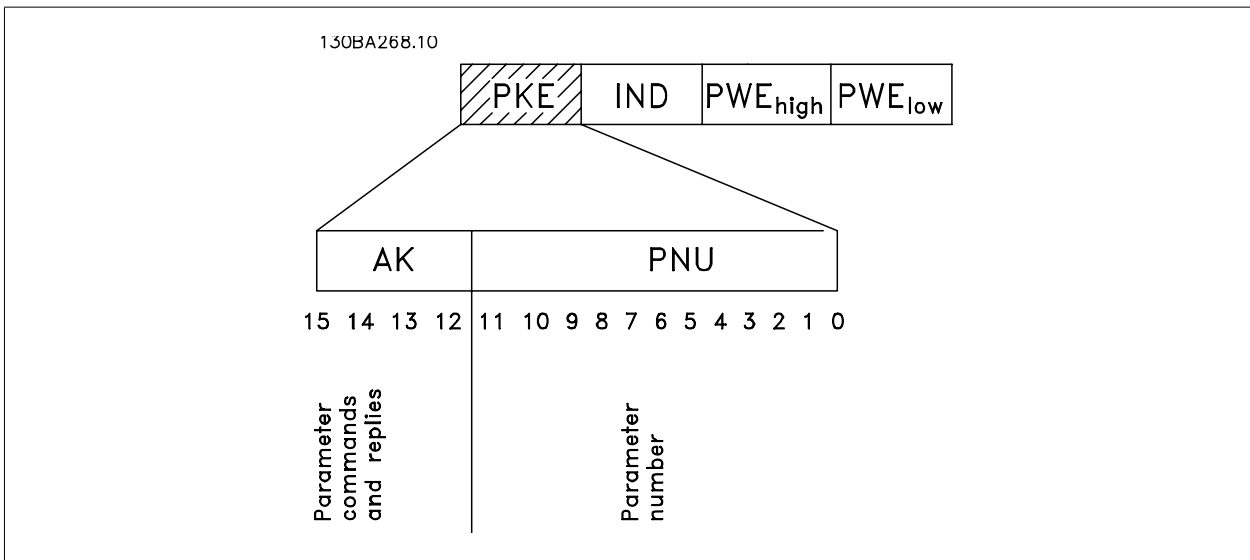 130BA268.10
PKE IND PWEhigh PWElow
AK PNU
15 14 13 12 11 10 9 8 7 6 5 4 3 2 1 0
Parameter
commands
and replies
Parameter
number